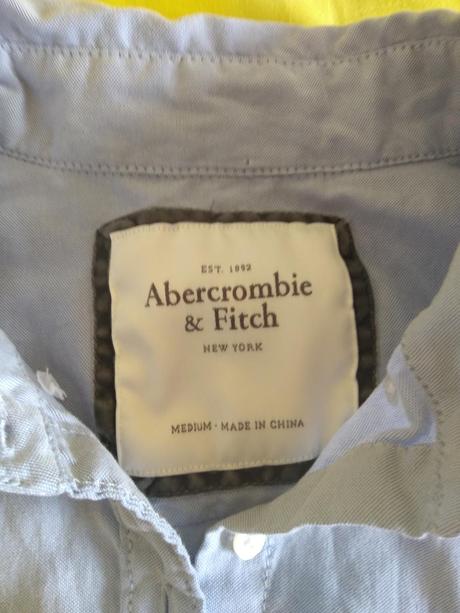 EST. 1892
Abercrombie
& Fitch
NEW YORK
MEDIUM · MADE IN CHINA